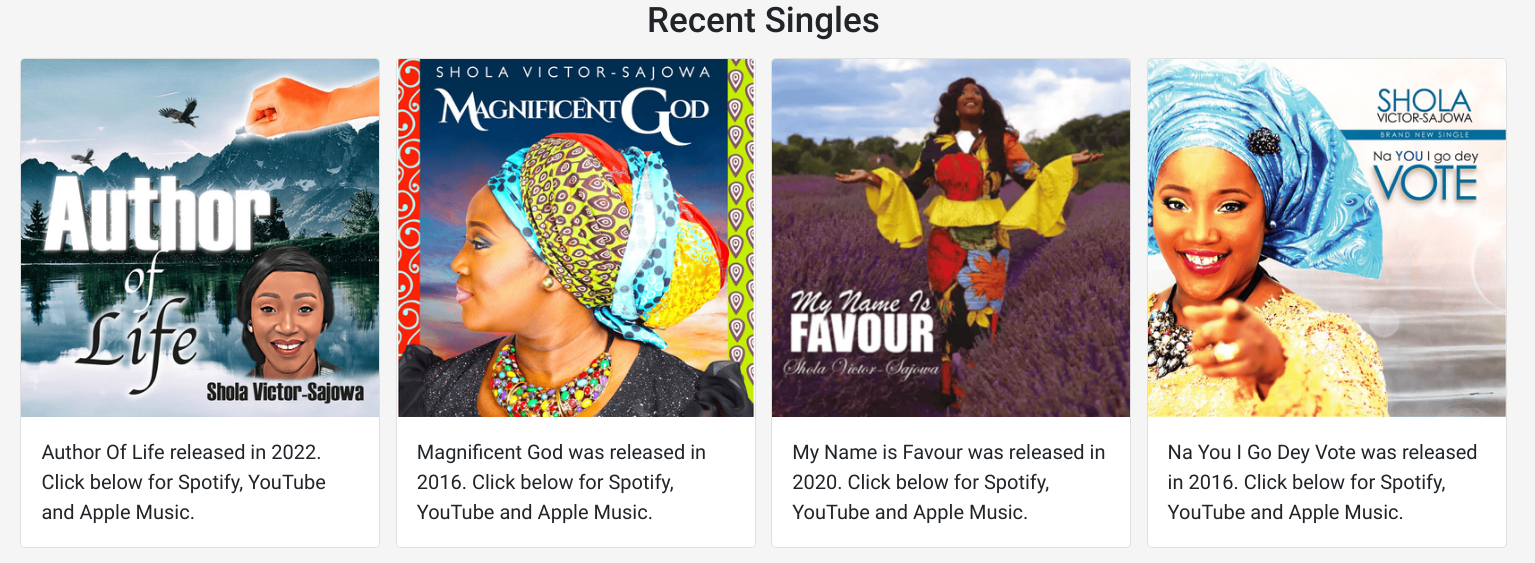 Recent Singles
Author
of
Life
Shola Victor-Sajowa
Author Of Life released in 2022.
Click below for Spotify, YouTube
and Apple Music.
SHOLA VICTOR-SAJOWA
MAGNIFICENT GOD
Magnificent God was released in
2016. Click below for Spotify,
YouTube and Apple Music.
My Name Is
FAVOUR
Shola Victor-Sajowa
My Name is Favour was released in
2020. Click below for Spotify,
YouTube and Apple Music.
SHOLA
VICTOR-SAJOWA
BRAND NEW SINGLE
Na YOU I go dey
VOTE
Na You I Go Dey Vote was released
in 2016. Click below for Spotify,
YouTube and Apple Music.